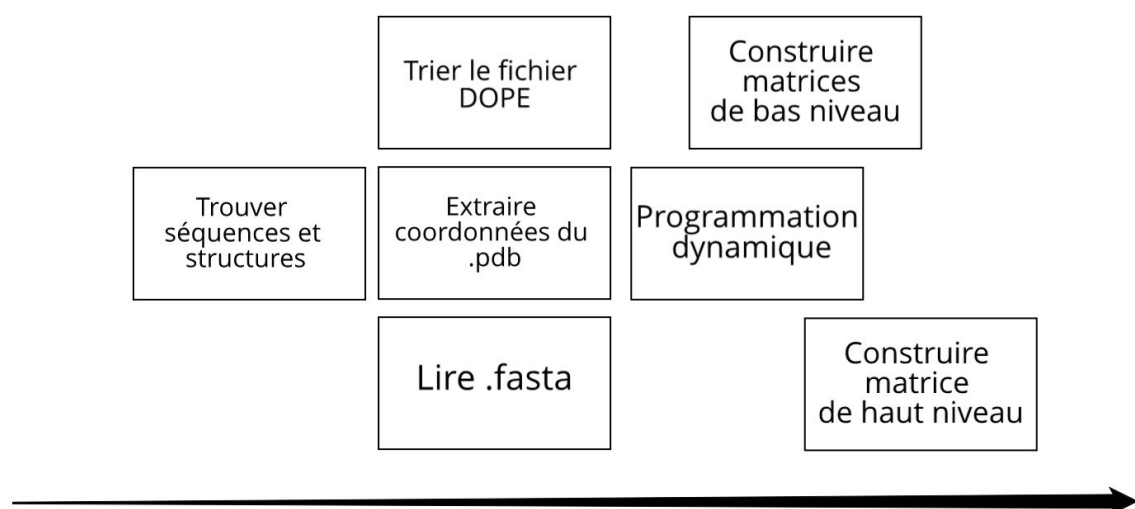 Trier le fichier
DOPE
Construire
matrices
de bas niveau
Trouver
séquences et
structures
Extraire
coordonnées du
.pdb
Programmation
dynamique
Lire .fasta
Construire
matrice
de haut niveau